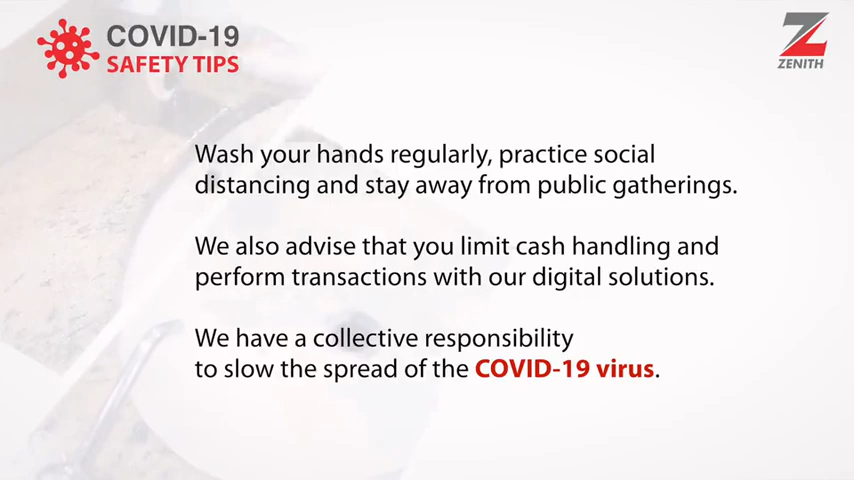 COVID-19
SAFETY TIPS
ZENITH
Wash your hands regularly, practice social
distancing and stay away from public gatherings.
We also advise that you limit cash handling and
perform transactions with our digital solutions.
We have a collective responsibility
to slow the spread of the COVID-19 virus.